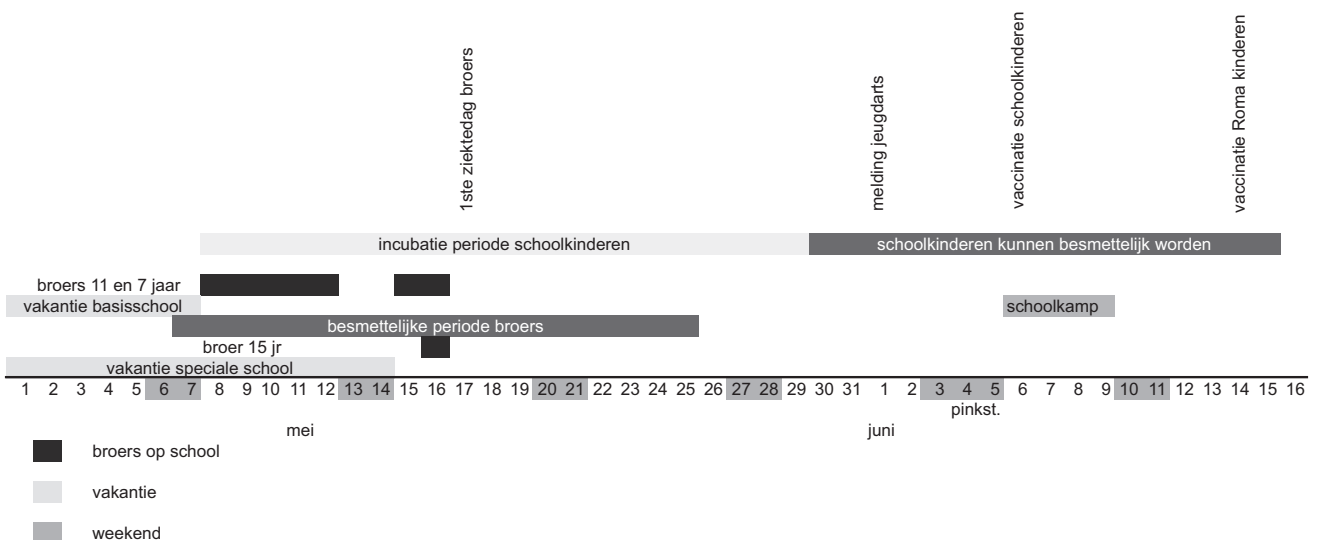 1ste ziektedag broers
melding jeugdarts
vaccinatie schoolkinderen
vaccinatie Roma kinderen
incubatie periode schoolkinderen
schoolkinderen kunnen besmettelijk worden
broers 11 en 7 jaar
vakantie basisschool
schoolkamp
besmettelijke periode broers
broer 15 jr
vakantie speciale school
1 2 3 4 5 6 7 8 9 10 11 12 13 14 15 16 17 18 19 20 21 22 23 24 25 26 27 28 29 30 31 1 2 3 4 5 6 7 8 9 10 11 12 13 14 15 16
pinkst.
mei juni
broers op school
vakantie
weekend